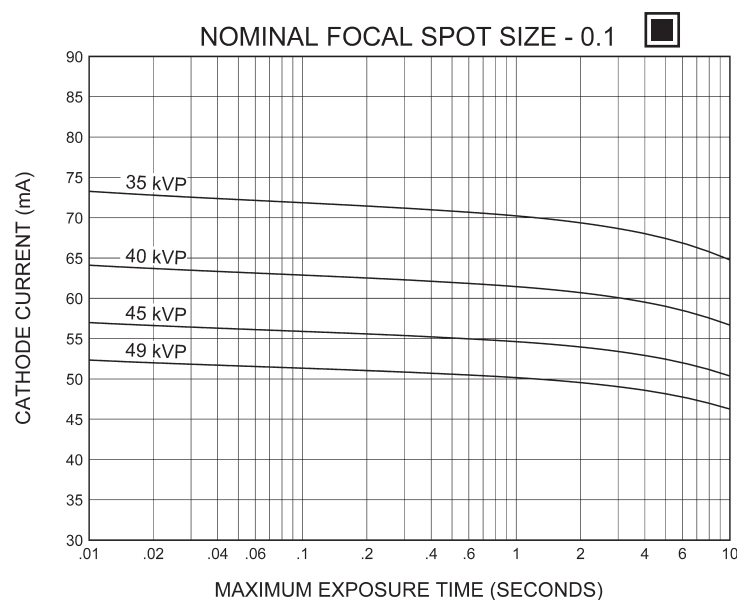 NOMINAL FOCAL SPOT SIZE - 0.1
90
85
80
75
70
65
60
55
50
45
40
35
30
CATHODE CURRENT (mA)
35 kVP
40 kVP
45 kVP
49 kVP
.01 .02 .04 .06 .1 .2 .4 .6 1 2 4 6 10
MAXIMUM EXPOSURE TIME (SECONDS)